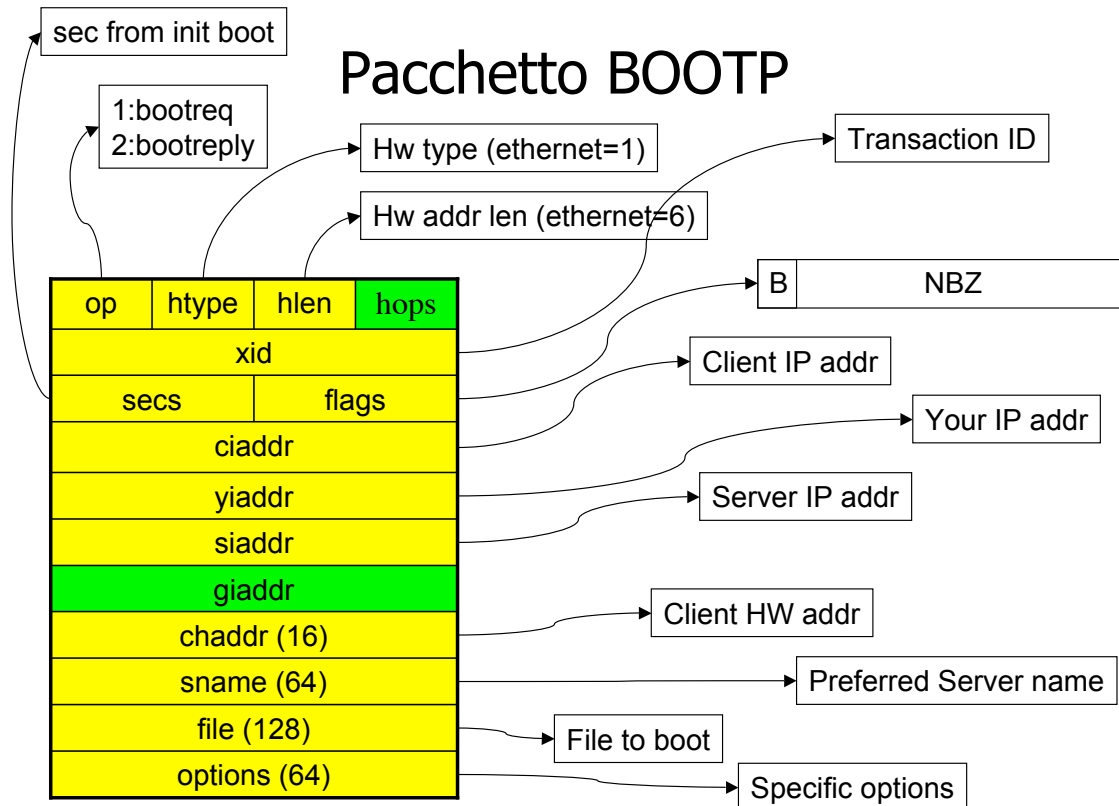 sec from init boot
Pacchetto BOOTP
1:bootreq
2:bootreply
Hw type (ethernet=1)
Transaction ID
Hw addr len (ethernet=6)
B NBZ
op htype hlen hops
xid
Client IP addr
secs flags
Your IP addr
ciaddr
yiaddr
Server IP addr
siaddr
giaddr
Client HW addr
chaddr (16)
sname (64)
Preferred Server name
file (128)
File to boot
options (64)
Specific options